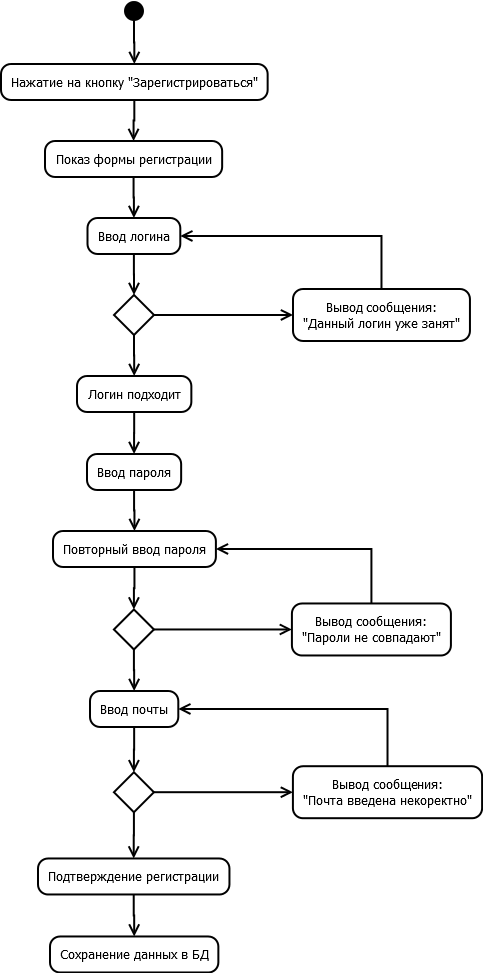 Нажатие на кнопку "Зарегистрироваться"
Показ формы регистрации
Ввод логина
Вывод сообщения:
"Данный логин уже занят"
Логин подходит
Ввод пароля
Повторный ввод пароля
Вывод сообщения:
"Пароли не совпадают"
Ввод почты
Вывод сообщения:
"Почта введена некоректно"
Подтверждение регистрации
Сохранение данных в БД